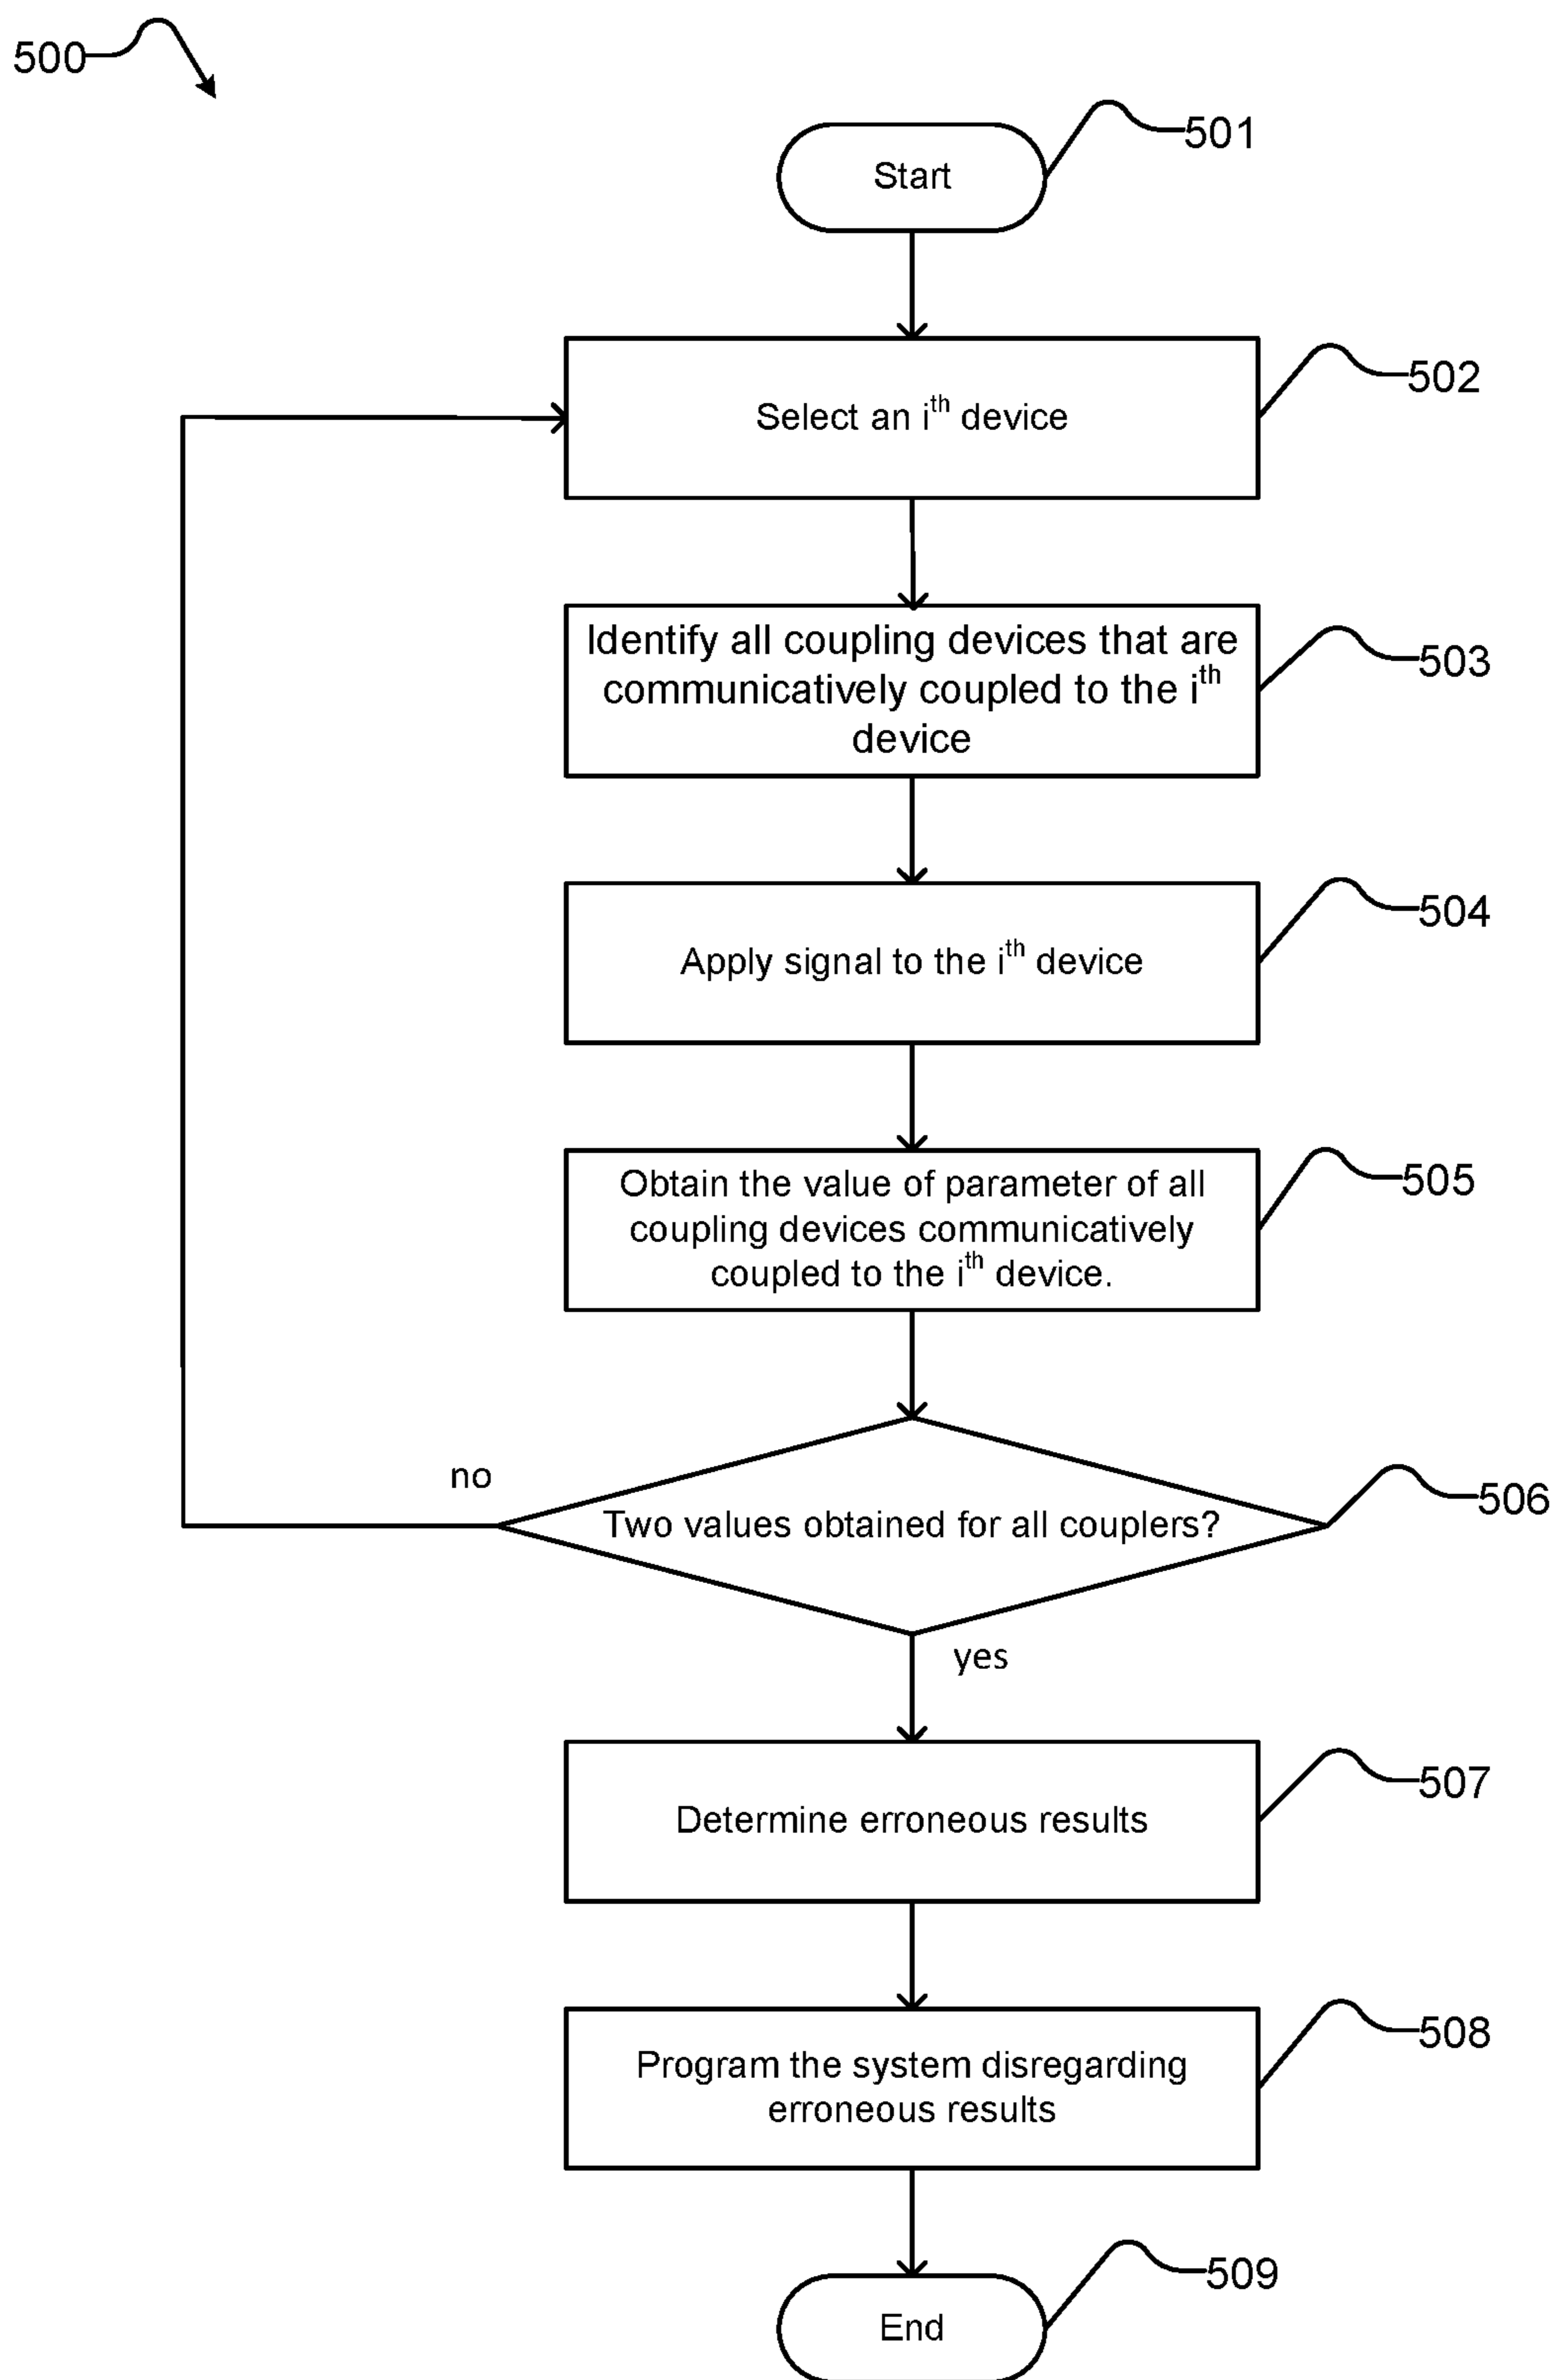 500
501
Start
502
Select an ith device
Identify all coupling devices that are
503
communicatively coupled to the ith
device
504
Apply signal to the ith device
505
Obtain the value of parameter of all
coupling devices communicatively
coupled to the ith device.
no
506
Two values obtained for all couplers?
yes
507
Determine erroneous results
508
Program the system disregarding
erroneous results
509
End